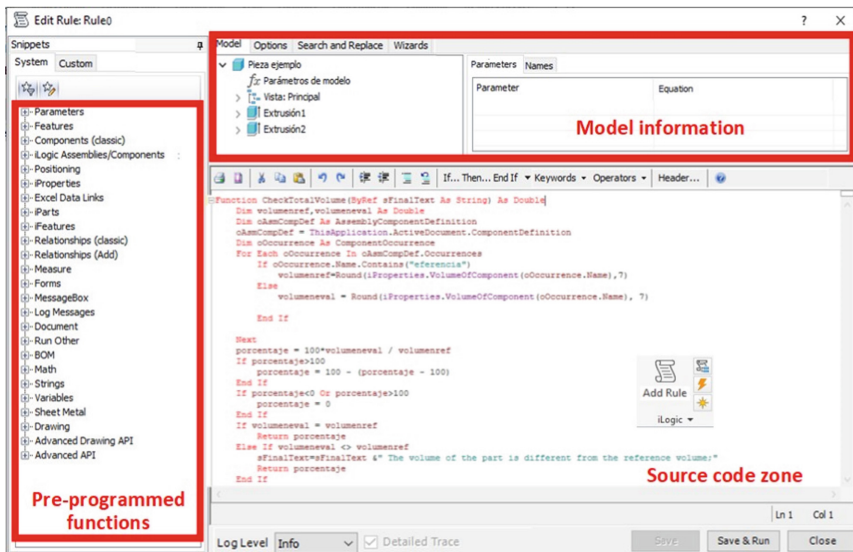 Edit Rule: Rule0
?
X
Snippets
System
Custom
Parameters
Features
Components (classic)
iLogic Assemblies/Components
Positioning
iProperties
Excel Data Links
iParts
iFeatures
Relationships (classic)
Relationships (Add)
Measure
Forms
MessageBox
Log Messages
Document
Run Other
BOM
Math
Strings
Variables
Sheet Metal
Drawing
Advanced Drawing API
Advanced API
Pre-programmed
functions
Model Options Search and Replace Wizards
Pieza ejemplo
fx Parámetros de modelo
Vista: Principal
Extrusión1
Extrusión2
Parameters Names
Parameter Equation
Model information
If... Then... End If Keywords Operators Header...
Function CheckTotalVolume(ByRef sFinalText As String) As Double
Dim volumenref,volumeneval As Double
Dim oAsmCompDef As AssemblyComponentDefinition
oAsmCompDef = ThisApplication.ActiveDocument.ComponentDefinition
Dim oOccurrence As ComponentOccurrence
For Each oOccurrence In oAsmCompDef.Occurrences
If oOccurrence.Name.Contains("eferencia")
volumenref=Round(iProperties.VolumeOfComponent(oOccurrence.Name),7)
Else
volumeneval = Round(iProperties.VolumeOfComponent(oOccurrence.Name), 7)
End If
Next
porcentaje = 100*volumeneval / volumenref
If porcentaje>100
porcentaje = 100 - (porcentaje - 100)
End If
If porcentaje<0 Or porcentaje>100
porcentaje = 0
End If
If volumeneval = volumenref
Return porcentaje
Else If volumeneval <> volumenref
sFinalText=sFinalText &" The volume of the part is different from the reference volume;"
Return porcentaje
End If
Add Rule
iLogic
Source code zone
Ln 1 Col 1
Log Level Info Detailed Trace Save Save & Run Close